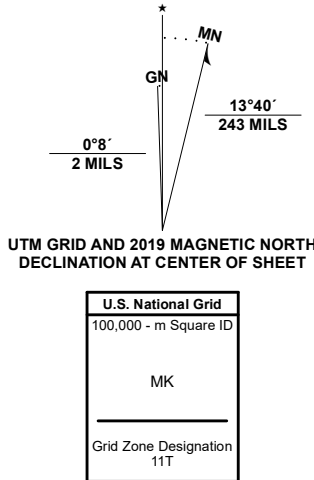 ★
MN
GN
13°40´
243 MILS
0°8´
2 MILS
UTM GRID AND 2019 MAGNETIC NORTH
DECLINATION AT CENTER OF SHEET
U.S. National Grid
100,000 - m Square ID
MK
Grid Zone Designation
11T